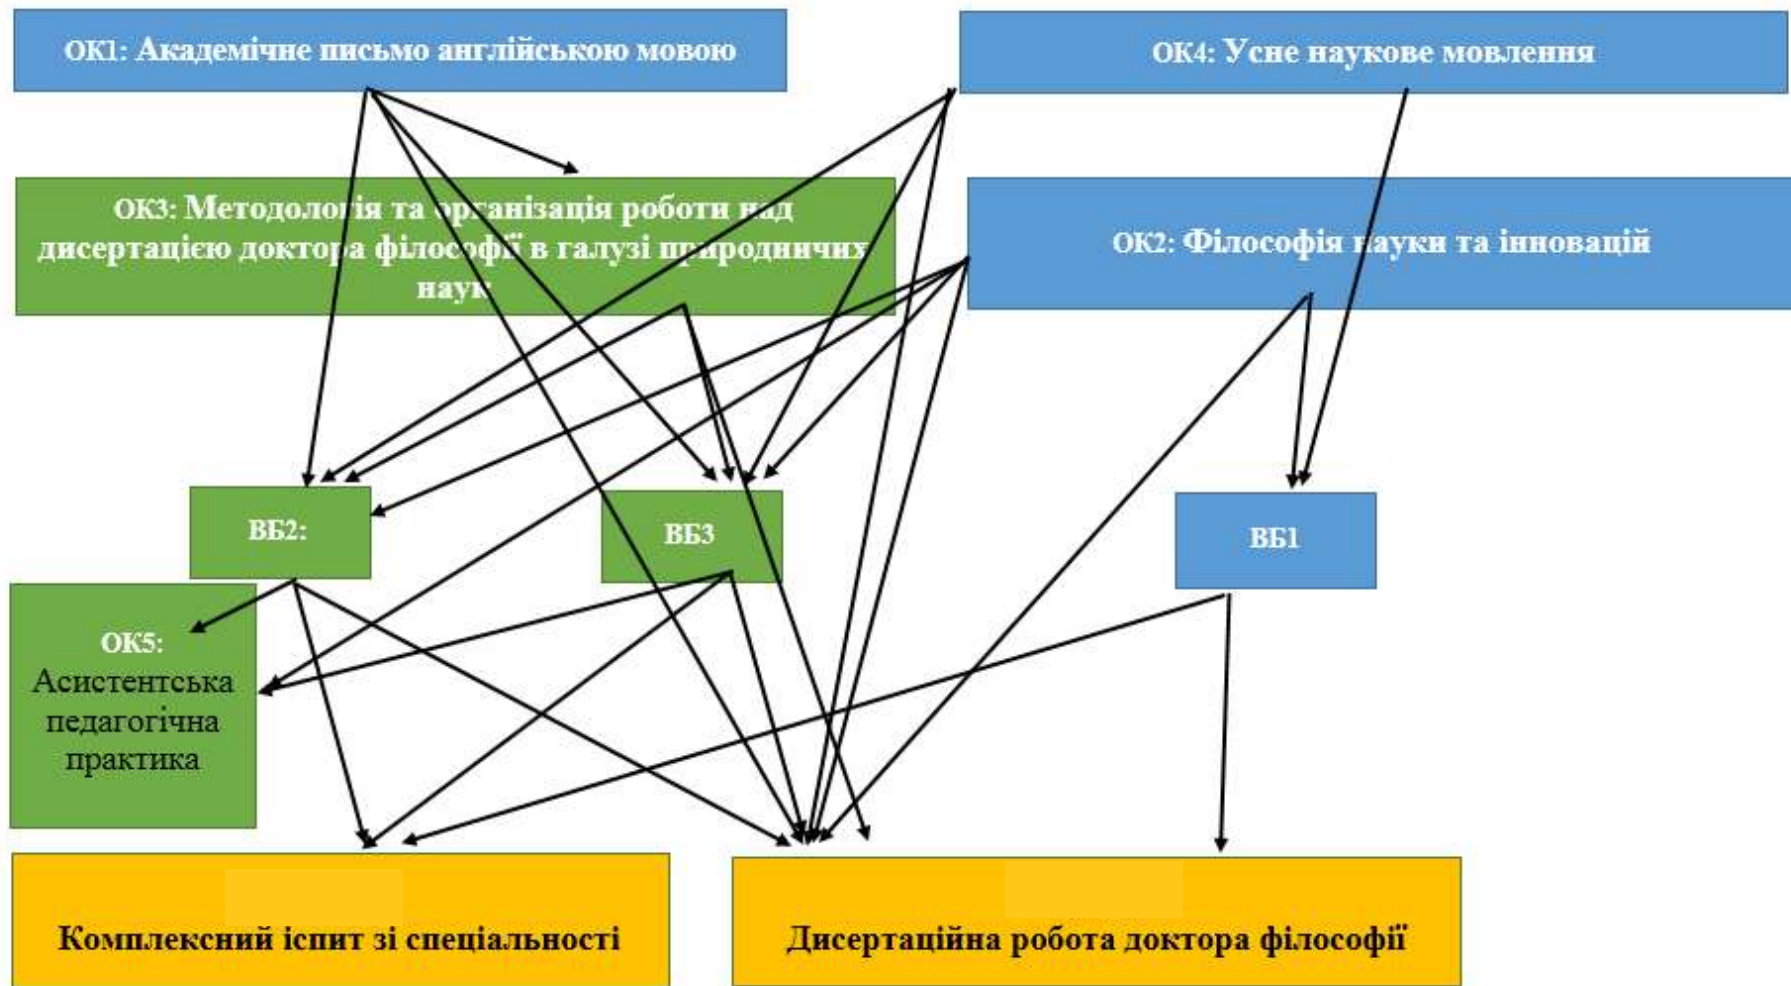 ОК1: Академічне письмо англійською мовою
ОК4: Усне наукове мовлення
ОК3: Методологія та організація роботи над
дисертацією доктора філософії в галузі природничих
наук
ОК2: Філософія науки та інновацій
ВБ2:
ВБ3
ВБ1
ОК5:
Асистентська
педагогічна
практика
Комплексний іспит зі спеціальності
Дисертаційна робота доктора філософії